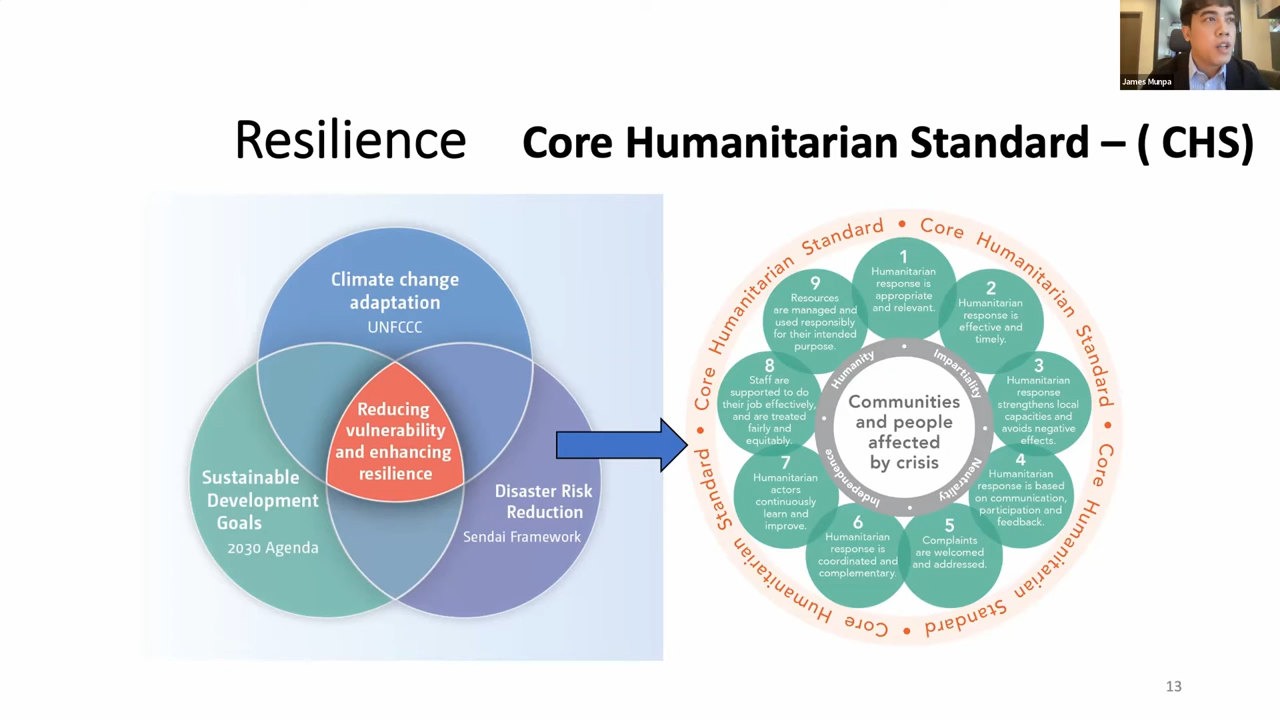 James Munpa
Resilience
Core Humanitarian Standard – ( CHS)
Climate change
adaptation
UNFCCC
Reducing
vulnerability
and enhancing
resilience
Sustainable
Development
Goals
2030 Agenda
Disaster Risk
Reduction
Sendai Framework
Core Humanitarian Standard • Core Humanitarian Standard • Core Humanitarian Standard • Core Humanitarian Standard • Core Humanitarian Standard •
1
Humanitarian
response is
appropriate
and relevant.
2
Humanitarian
response is
effective and
timely.
3
Humanitarian
response
strengthens local
capacities and
avoids negative
effects.
4
Humanitarian
response is based
on communication,
participation and
feedback.
5
Complaints
are welcomed
and addressed.
6
Humanitarian
response is
coordinated and
complementary.
7
Humanitarian
actors
continuously
learn and
improve.
8
Staff are
supported to do
their job effectively,
and are treated
fairly and
equitably.
9
Resources
are managed and
used responsibly
for their intended
purpose.
Humanity
Impartiality
Neutrality
Independence
Communities
and people
affected
by crisis
13